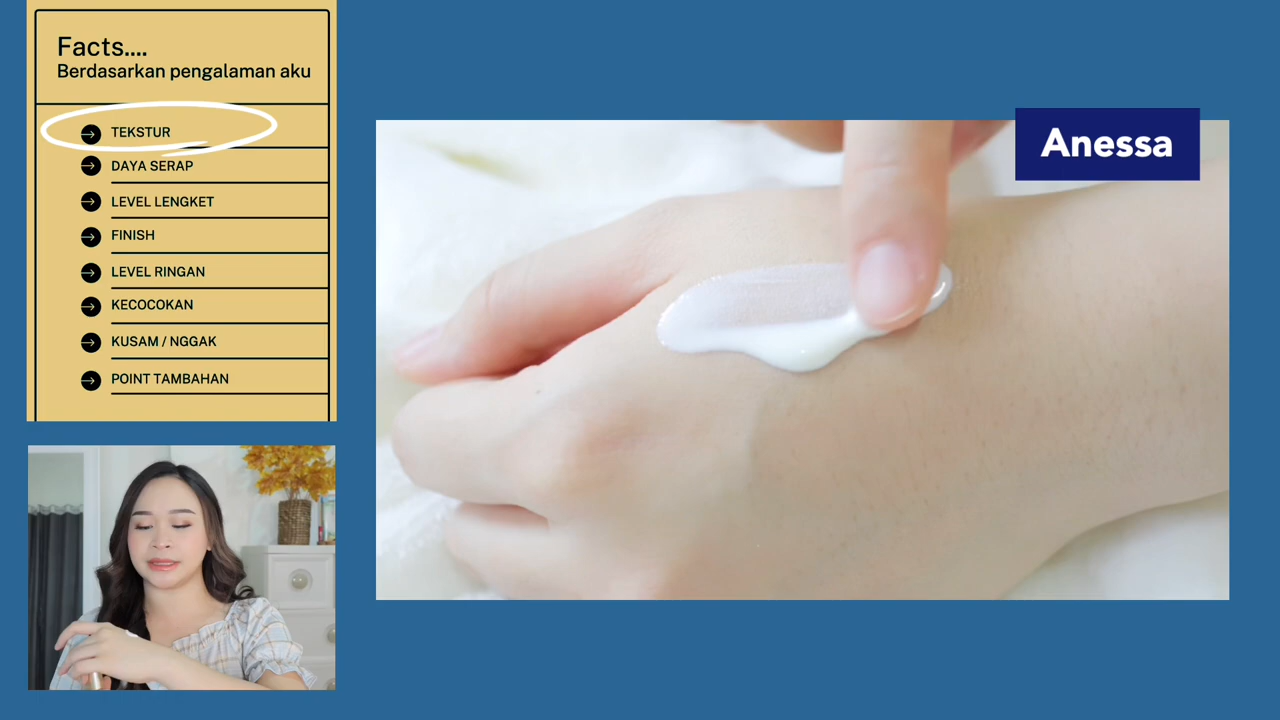 Facts....
Berdasarkan pengalaman aku
TEKSTUR
DAYA SERAP
LEVEL LENGKET
FINISH
LEVEL RINGAN
KECOCOKAN
KUSAM / NGGAK
POINT TAMBAHAN
Anessa